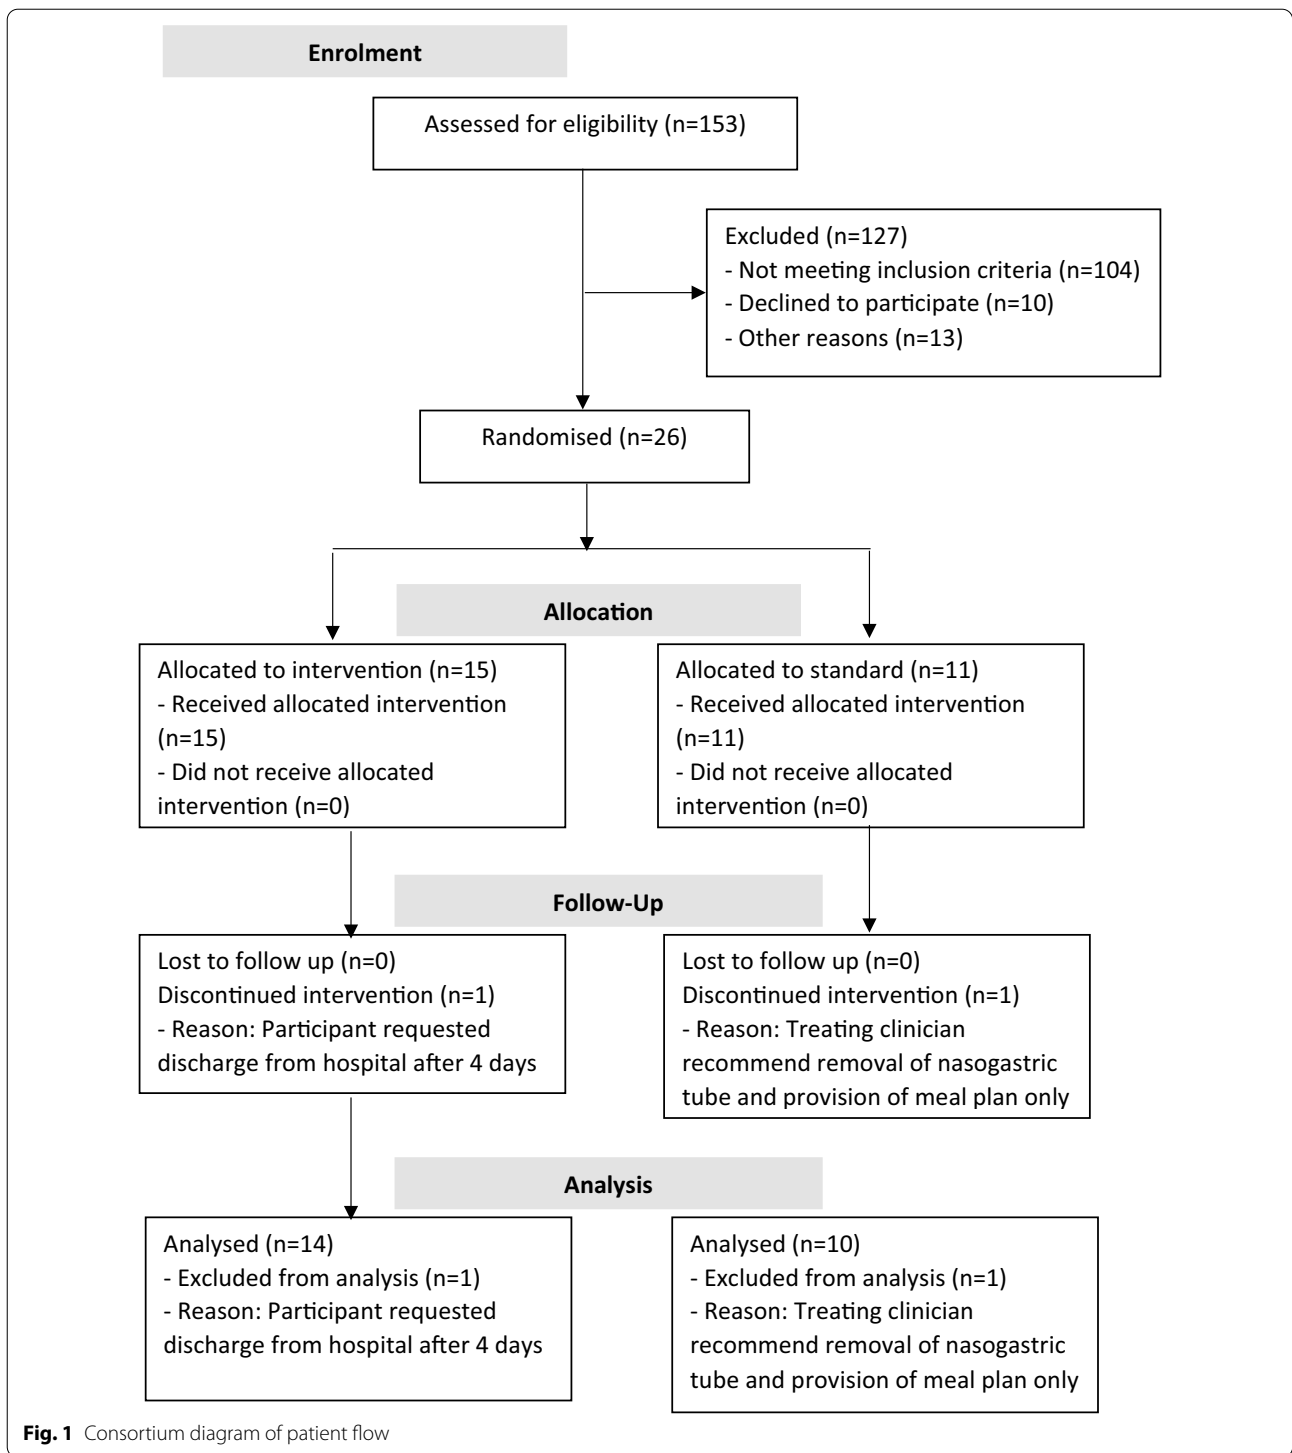 Enrolment
Assessed for eligibility (n=153)
Excluded (n=127)
- Not meeting inclusion criteria (n=104)
- Declined to participate (n=10)
- Other reasons (n=13)
Randomised (n=26)
Allocation
Allocated to intervention (n=15)
- Received allocated intervention
(n=15)
- Did not receive allocated
intervention (n=0)
Allocated to standard (n=11)
- Received allocated intervention
(n=11)
- Did not receive allocated
intervention (n=0)
Follow-Up
Lost to follow up (n=0)
Discontinued intervention (n=1)
- Reason: Participant requested
discharge from hospital after 4 days
Lost to follow up (n=0)
Discontinued intervention (n=1)
- Reason: Treating clinician
recommend removal of nasogastric
tube and provision of meal plan only
Analysis
Analysed (n=14)
- Excluded from analysis (n=1)
- Reason: Participant requested
discharge from hospital after 4 days
Analysed (n=10)
- Excluded from analysis (n=1)
- Reason: Treating clinician
recommend removal of nasogastric
tube and provision of meal plan only
Fig. 1 Consortium diagram of patient flow